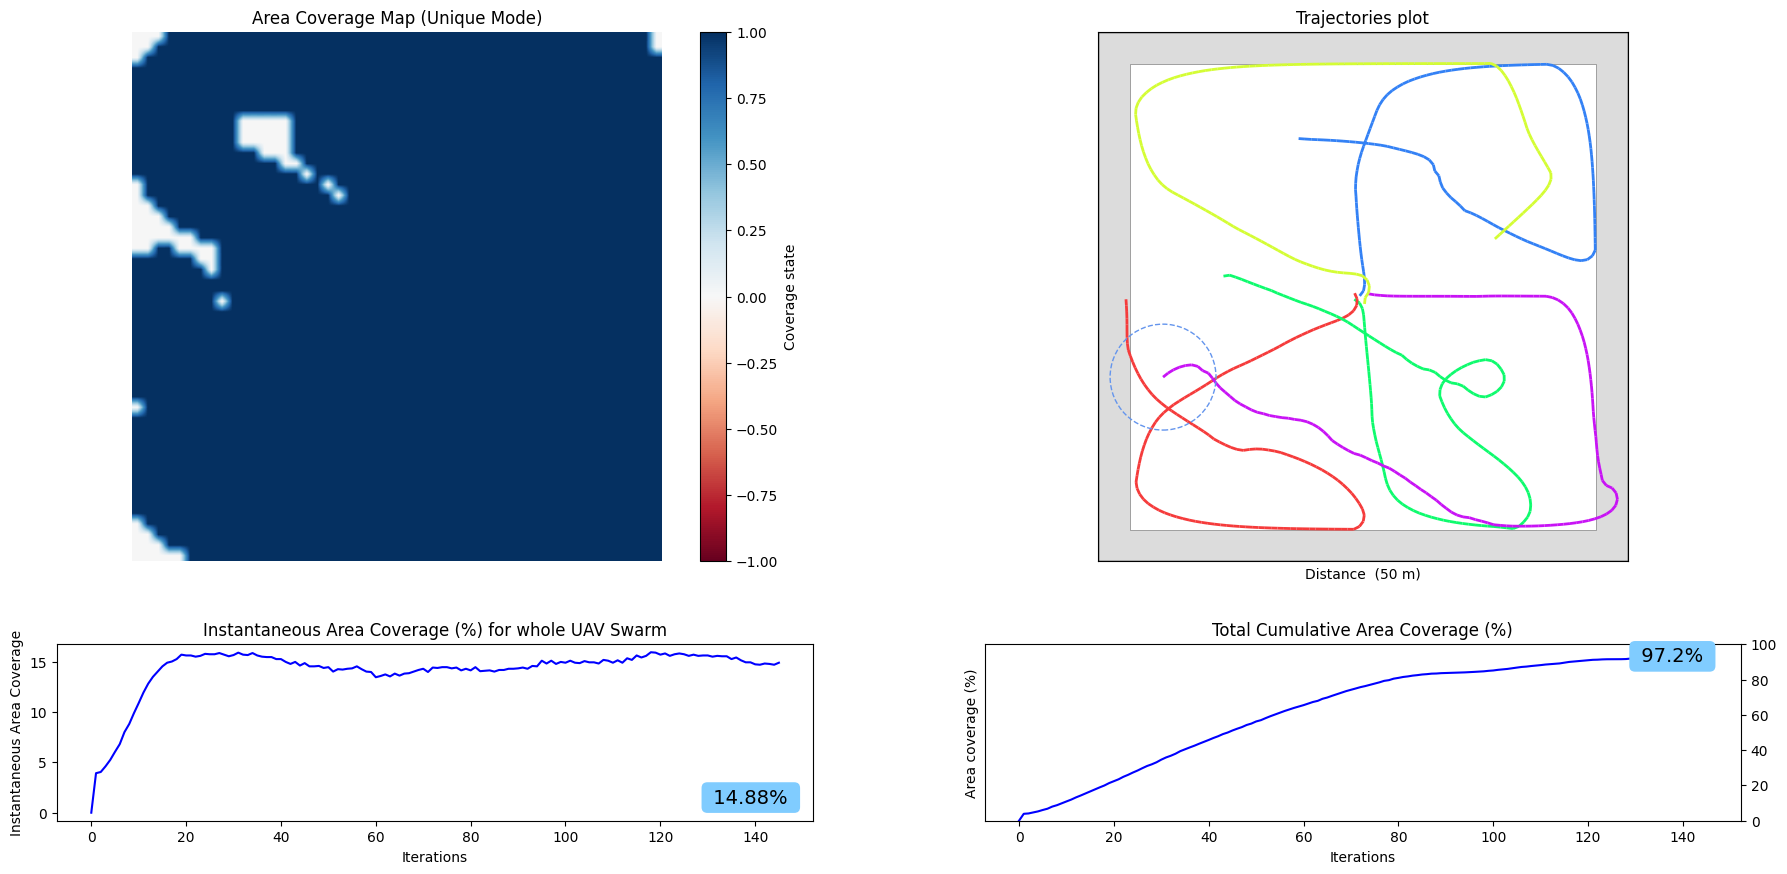 Area Coverage Map (Unique Mode)
1.00
0.75
0.50
0.25
0.00
−0.25
−0.50
−0.75
−1.00
Coverage state
Trajectories plot
Distance  (50 m)
Instantaneous Area Coverage (%) for whole UAV Swarm
Instantaneous Area Coverage
15
10
5
0
14.88%
0 20 40 60 80 100 120 140
Iterations
Total Cumulative Area Coverage (%)
Area coverage (%)
97.2%
100
80
60
40
20
0
0 20 40 60 80 100 120 140
Iterations